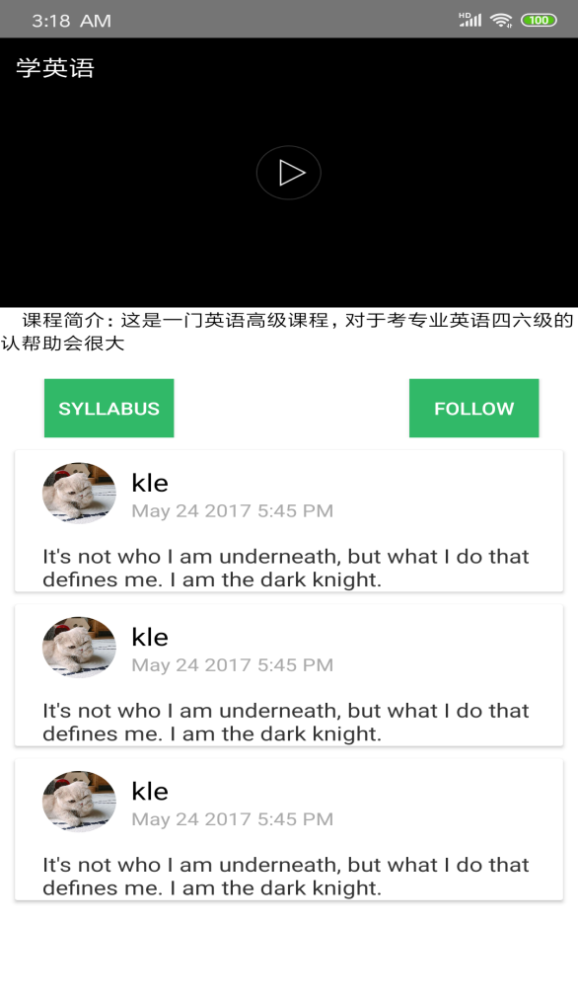 3:18 AM
HD
100
学英语
课程简介：这是一门英语高级课程，对于考专业英语四六级的
认帮助会很大
SYLLABUS
FOLLOW
kle
May 24 2017 5:45 PM
It's not who I am underneath, but what I do that
defines me. I am the dark knight.
kle
May 24 2017 5:45 PM
It's not who I am underneath, but what I do that
defines me. I am the dark knight.
kle
May 24 2017 5:45 PM
It's not who I am underneath, but what I do that
defines me. I am the dark knight.